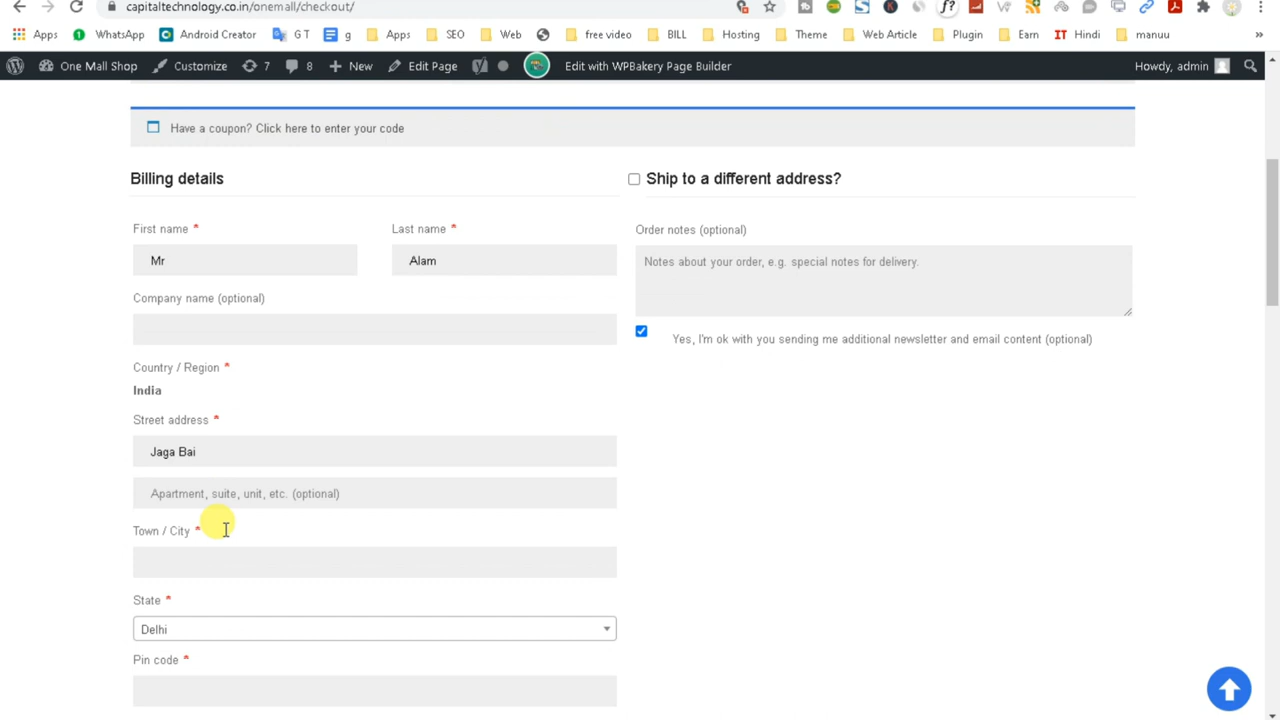 capitaltechnology.co.in/onemall/checkout/
Apps WhatsApp Android Creator G T g Apps SEO Web free video BILL Hosting Theme Web Article Plugin Earn IT Hindi manuu »
One Mall Shop Customize 7 8 New Edit Page Edit with WPBakery Page Builder Howdy, admin
Have a coupon? Click here to enter your code
Billing details
Ship to a different address?
First name *
Last name *
Mr
Alam
Company name (optional)
Country / Region *
India
Street address *
Jaga Bai
Apartment, suite, unit, etc. (optional)
Town / City *
State *
Delhi
Pin code *
Order notes (optional)
Notes about your order, e.g. special notes for delivery.
Yes, I'm ok with you sending me additional newsletter and email content (optional)